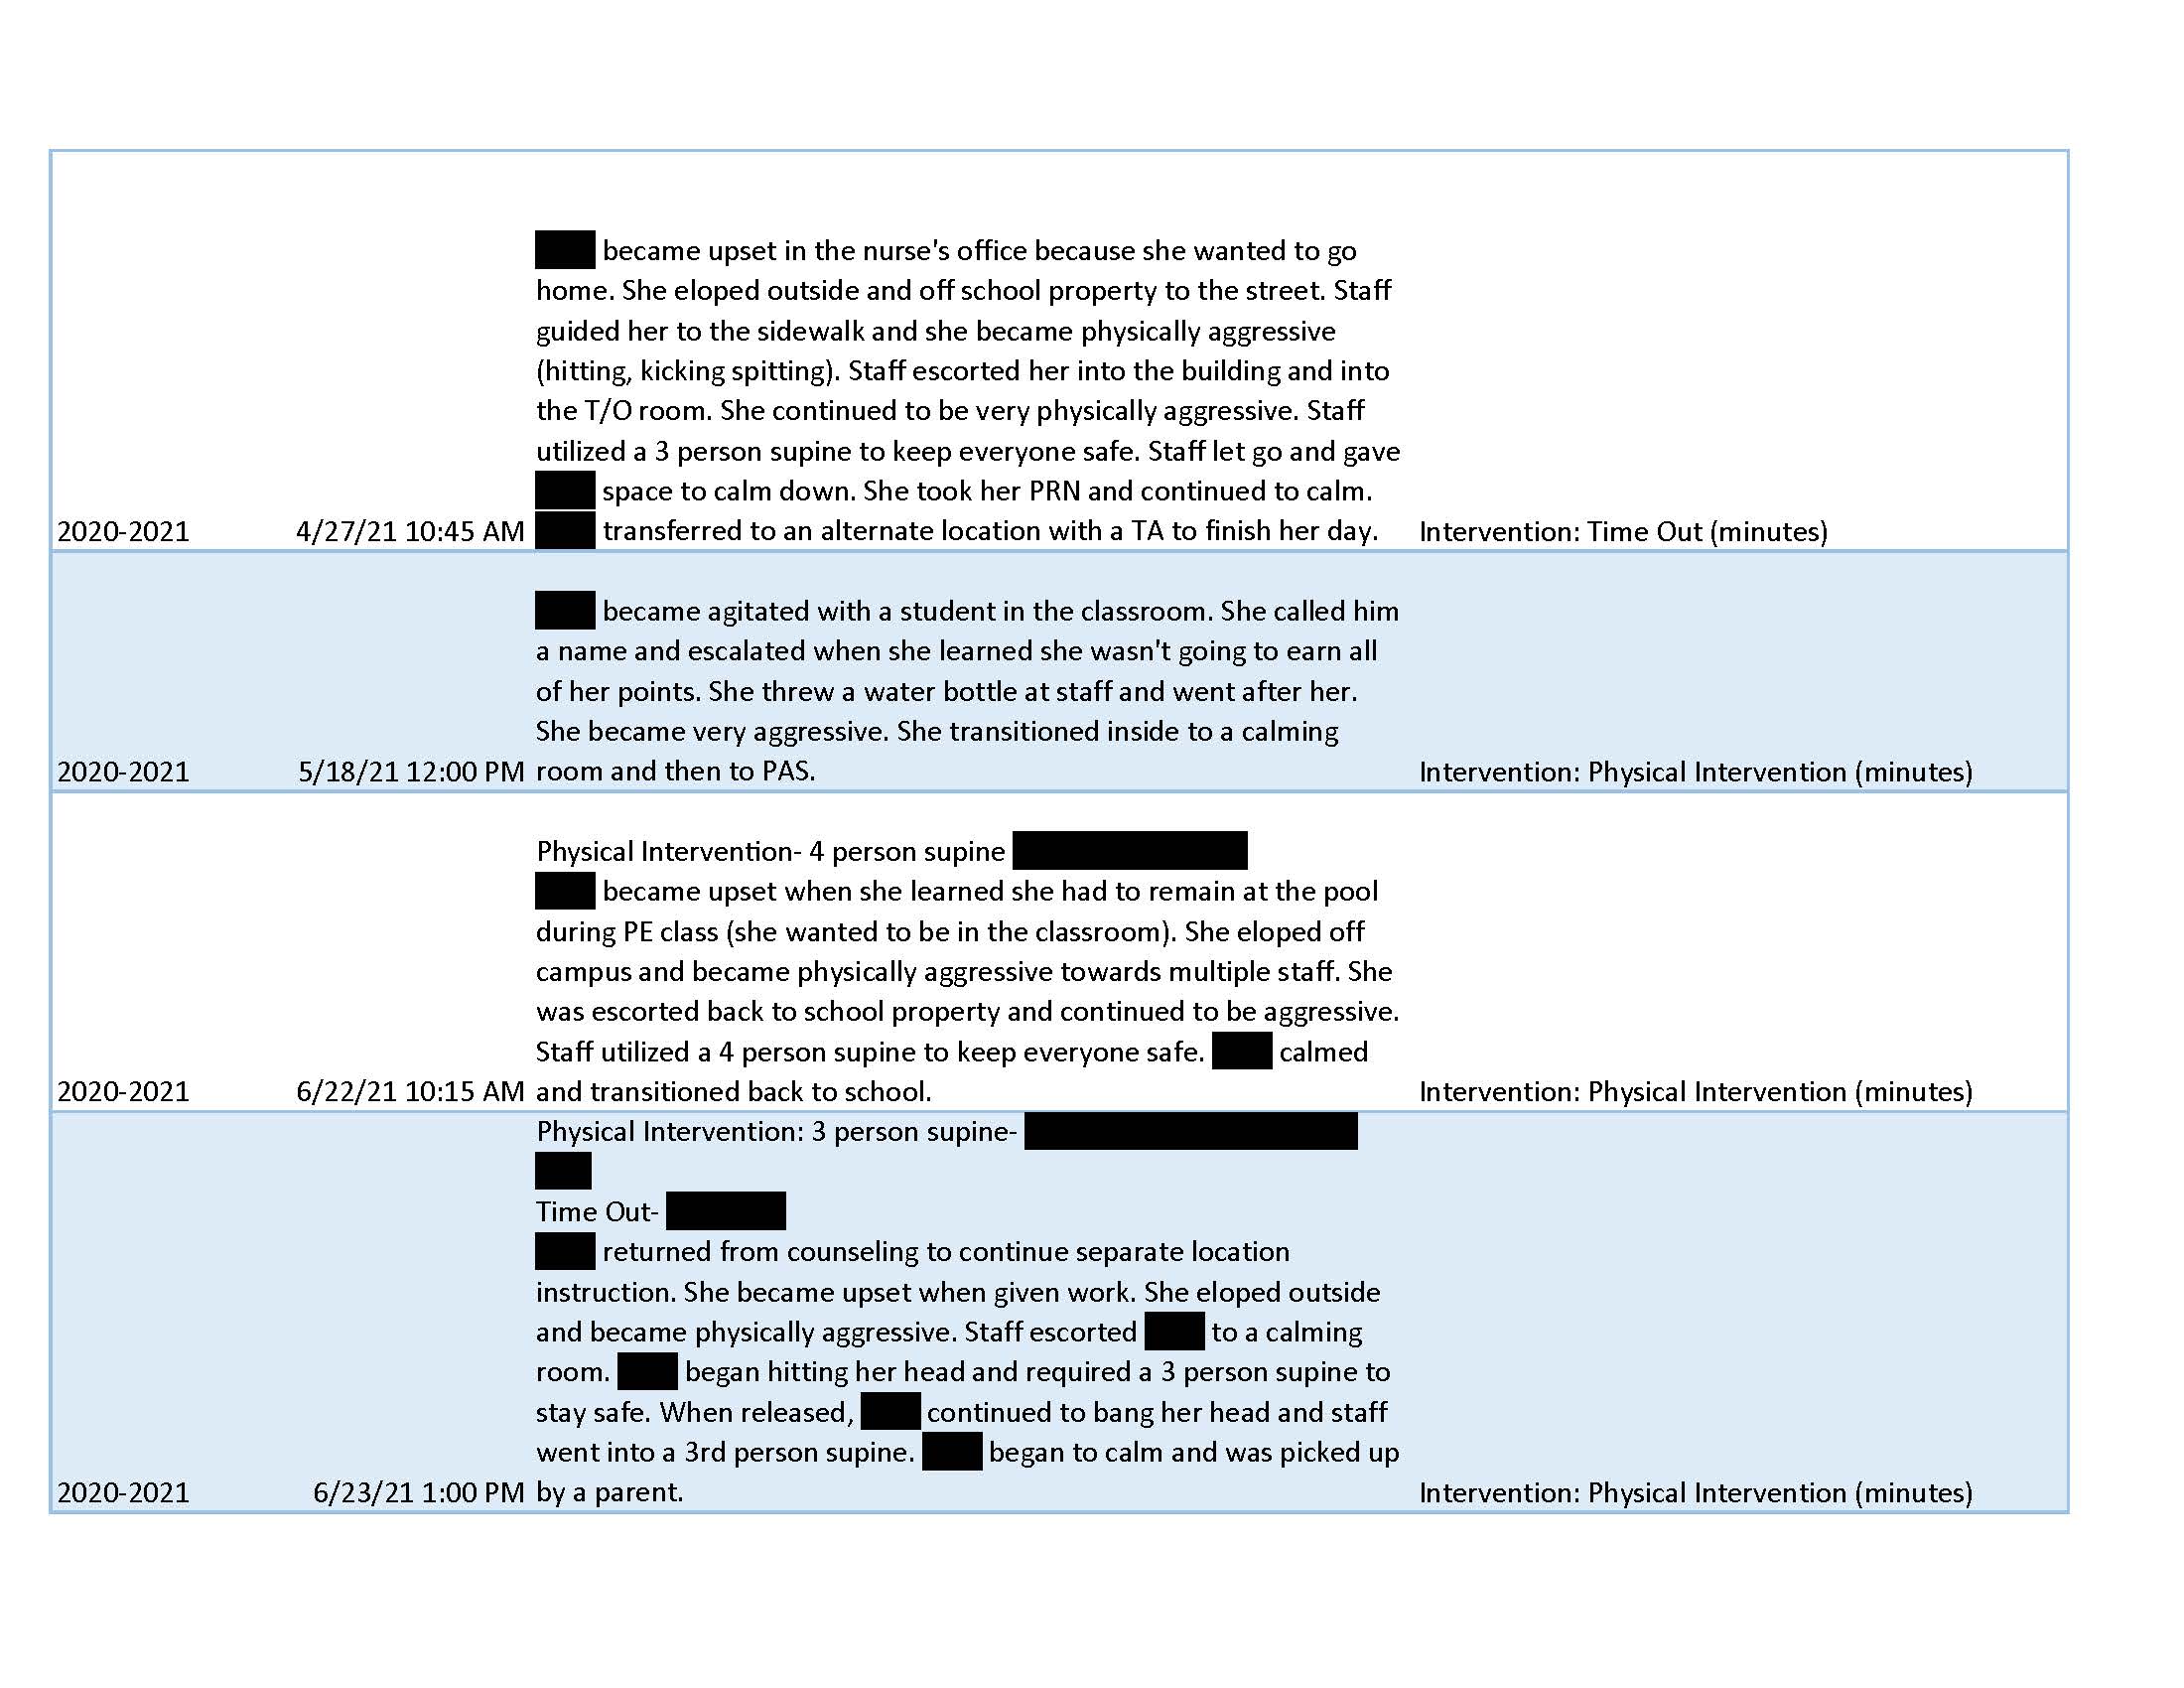 became upset in the nurse's office because she wanted to go
home. She eloped outside and off school property to the street. Staff
guided her to the sidewalk and she became physically aggressive
(hitting, kicking spitting). Staff escorted her into the building and into
the T/O room. She continued to be very physically aggressive. Staff
utilized a 3 person supine to keep everyone safe. Staff let go and gave
space to calm down. She took her PRN and continued to calm.
2020-2021 4/27/21 10:45 AM transferred to an alternate location with a TA to finish her day. Intervention: Time Out (minutes)
became agitated with a student in the classroom. She called him
a name and escalated when she learned she wasn't going to earn all
of her points. She threw a water bottle at staff and went after her.
She became very aggressive. She transitioned inside to a calming
2020-2021 5/18/21 12:00 PM room and then to PAS. Intervention: Physical Intervention (minutes)
Physical Intervention- 4 person supine
became upset when she learned she had to remain at the pool
during PE class (she wanted to be in the classroom). She eloped off
campus and became physically aggressive towards multiple staff. She
was escorted back to school property and continued to be aggressive.
Staff utilized a 4 person supine to keep everyone safe. calmed
2020-2021 6/22/21 10:15 AM and transitioned back to school. Intervention: Physical Intervention (minutes)
Physical Intervention: 3 person supine-
Time Out-
returned from counseling to continue separate location
instruction. She became upset when given work. She eloped outside
and became physically aggressive. Staff escorted to a calming
room. began hitting her head and required a 3 person supine to
stay safe. When released, continued to bang her head and staff
went into a 3rd person supine. began to calm and was picked up
2020-2021 6/23/21 1:00 PM by a parent. Intervention: Physical Intervention (minutes)